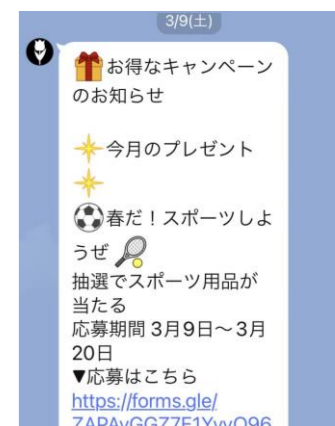 3/9(土)
🎁お得なキャンペーン
のお知らせ
今月のプレゼント
⚽春だ！スポーツしよ
うぜ🎾
抽選でスポーツ用品が
当たる
応募期間 3月9日～3月
20日
▼応募はこちら
https://forms.gle/